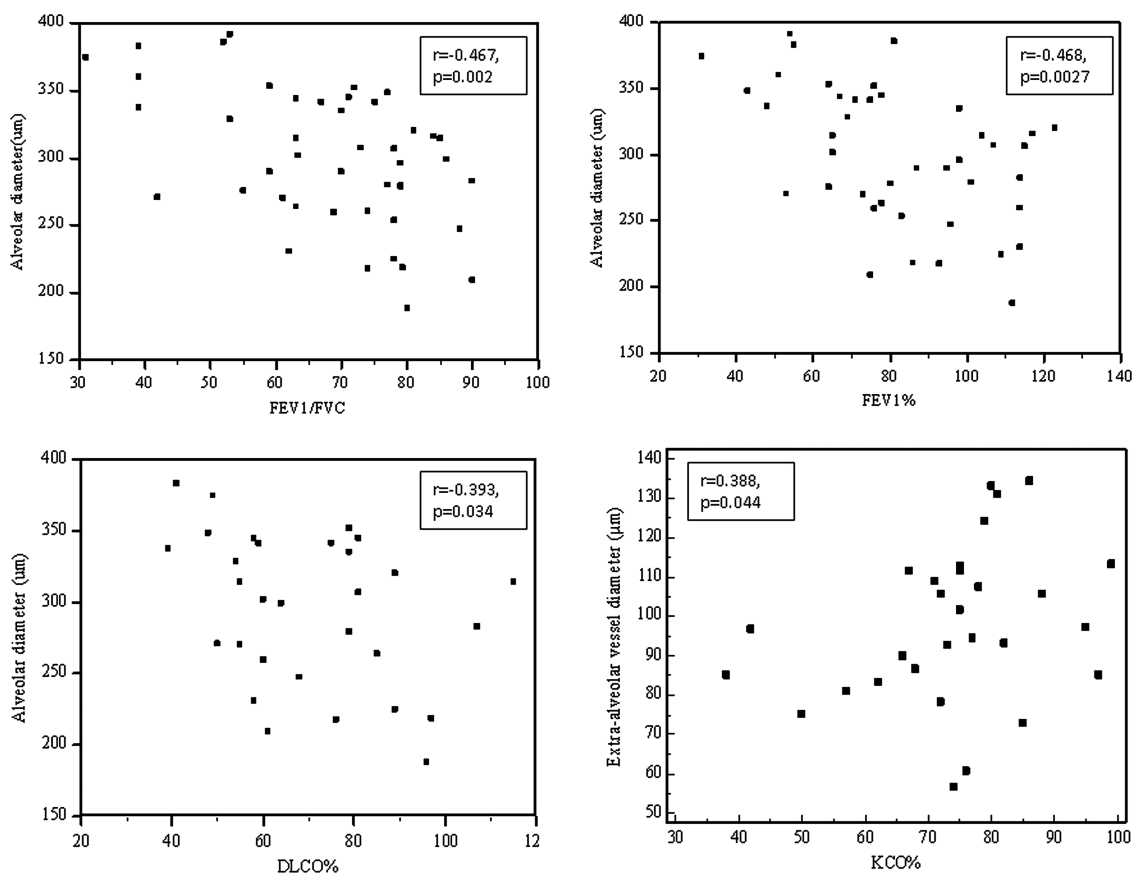 400
350
300
250
200
150
Alveolar diameter(um)
r=-0.467,
p=0.002
30 40 50 60 70 80 90 100
FEV1/FVC
400
350
300
250
200
150
Alveolar diameter (um)
r=-0.468,
p=0.0027
20 40 60 80 100 120 140
FEV1%
400
350
300
250
200
150
Alveolar diameter (um)
r=-0.393,
p=0.034
20 40 60 80 100 12
DLCO%
140
130
120
110
100
90
80
70
60
50
Extra-alveolar vessel diameter (μm)
r=0.388,
p=0.044
30 40 50 60 70 80 90 100
KCO%